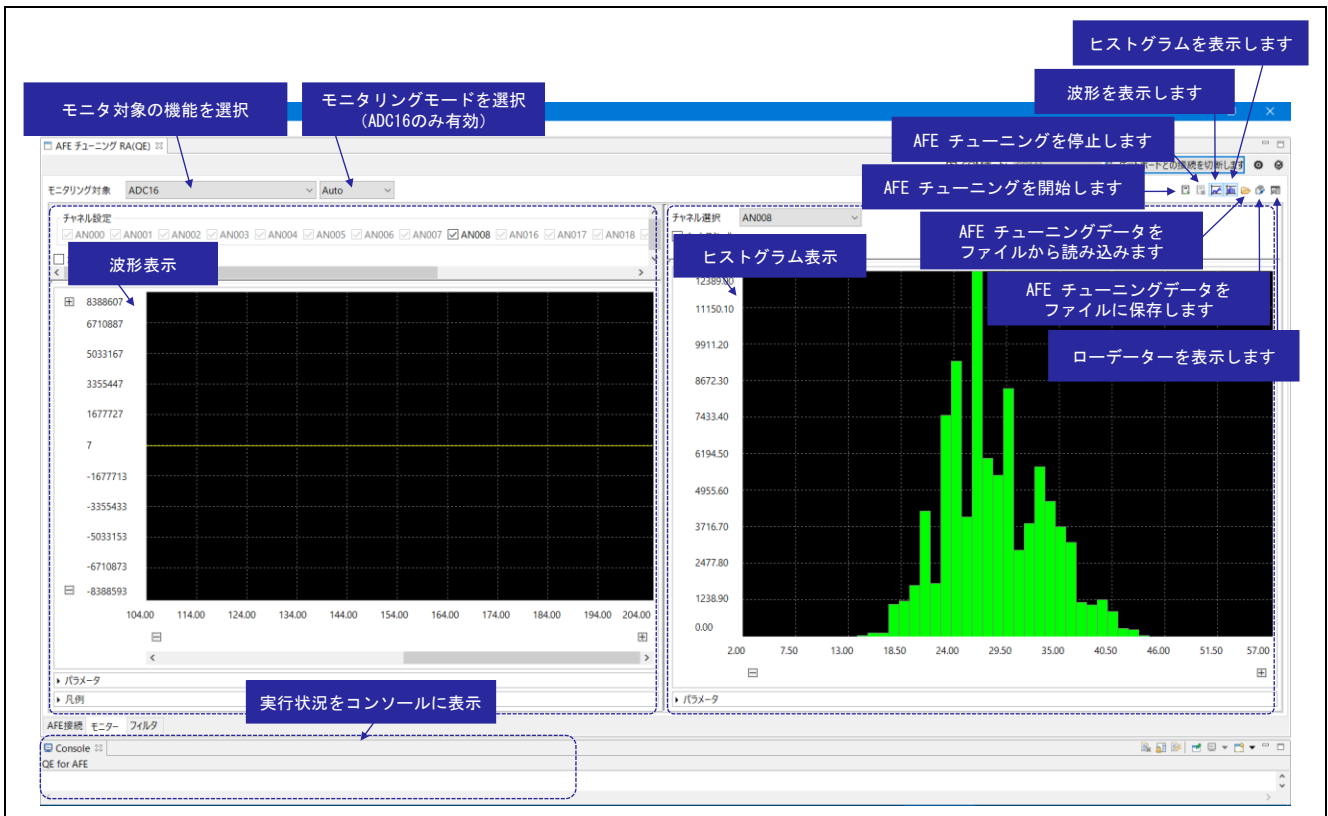 ヒストグラムを表示します
モニタ対象の機能を選択
モニタリングモードを選択
(ADC16のみ有効)
波形を表示します
AFE チューニングを停止します
AFE チューニング RA(QE)
ボードとの接続を切断します
AFE チューニングを開始します
モニタリング対象 ADC16 Auto
チャネル設定
AN000 AN001 AN002 AN003 AN004 AN005 AN006 AN007 AN008 AN016 AN017 AN018
チャネル選択 AN008
AFE チューニングデータを
ファイルから読み込みます
波形表示
ヒストグラム表示
AFE チューニングデータを
ファイルに保存します
ローデーターを表示します
8388607
6710887
5033167
3355447
1677727
7
-1677713
-3355433
-5033153
-6710873
-8388593
104.00 114.00 124.00 134.00 144.00 154.00 164.00 174.00 184.00 194.00 204.00
12389.00
11150.10
9911.20
8672.30
7433.40
6194.50
4955.60
3716.70
2477.80
1238.90
0.00
2.00 7.50 13.00 18.50 24.00 29.50 35.00 40.50 46.00 51.50 57.00
パラメータ
凡例
パラメータ
実行状況をコンソールに表示
AFE接続 モニター フィルタ
Console
QE for AFE